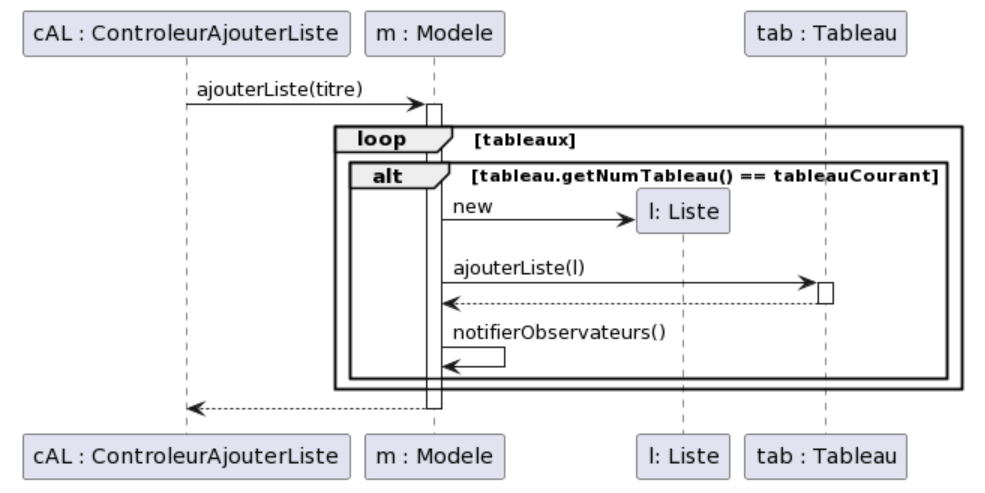 cAL : ControleurAjouterListe
m : Modele
tab : Tableau
ajouterListe(titre)
loop
[tableaux]
alt
[tableau.getNumTableau() == tableauCourant]
new
l: Liste
ajouterListe(l)
notifierObservateurs()
cAL : ControleurAjouterListe
m : Modele
l: Liste
tab : Tableau